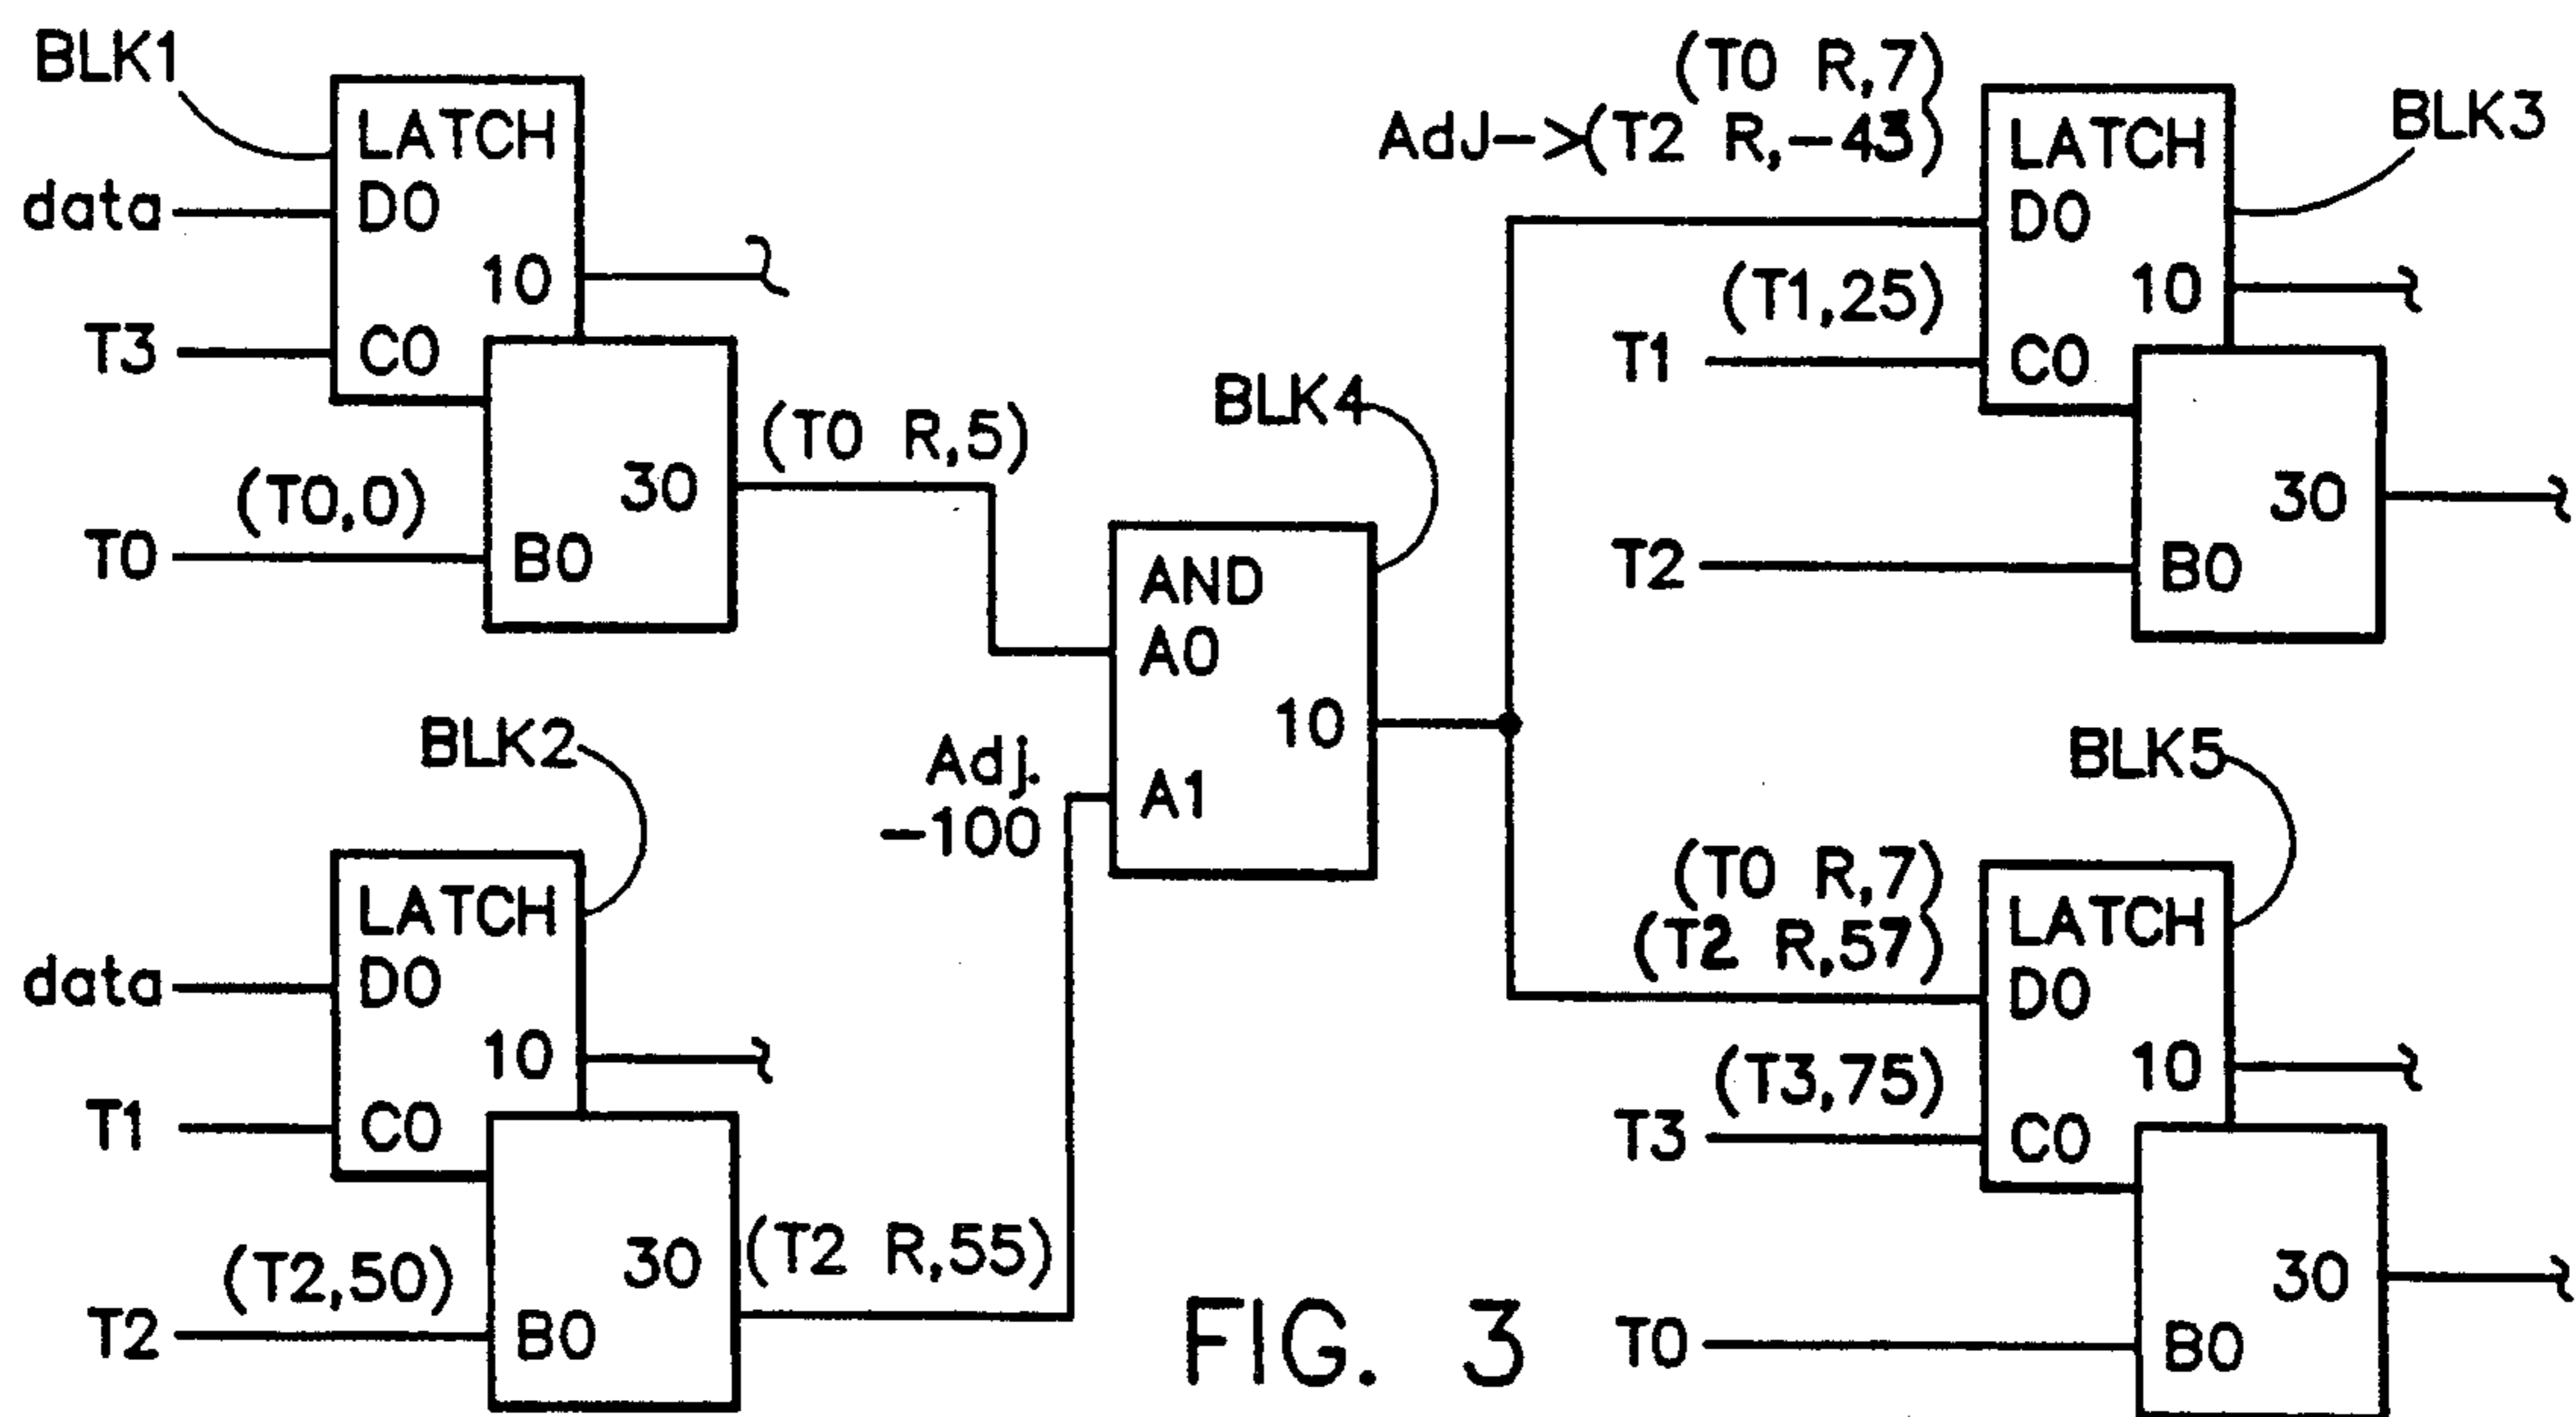 BLK1
LATCH
data
D0
10
T3
C0
(T0 R,5)
30
(T0,0)
T0
B0
BLK2
LATCH
data
D0
10
T1
C0
(T2 R,55)
30
(T2,50)
T2
B0
BLK4
AND
A0
10
Adj.
-100
A1
(T0 R,7)
AdJ->(T2 R,-43)
BLK3
LATCH
D0
(T1,25)
10
T1
C0
30
T2
B0
BLK5
(T0 R,7)
(T2 R,57)
LATCH
D0
(T3,75)
10
T3
C0
30
T0
B0
FIG. 3